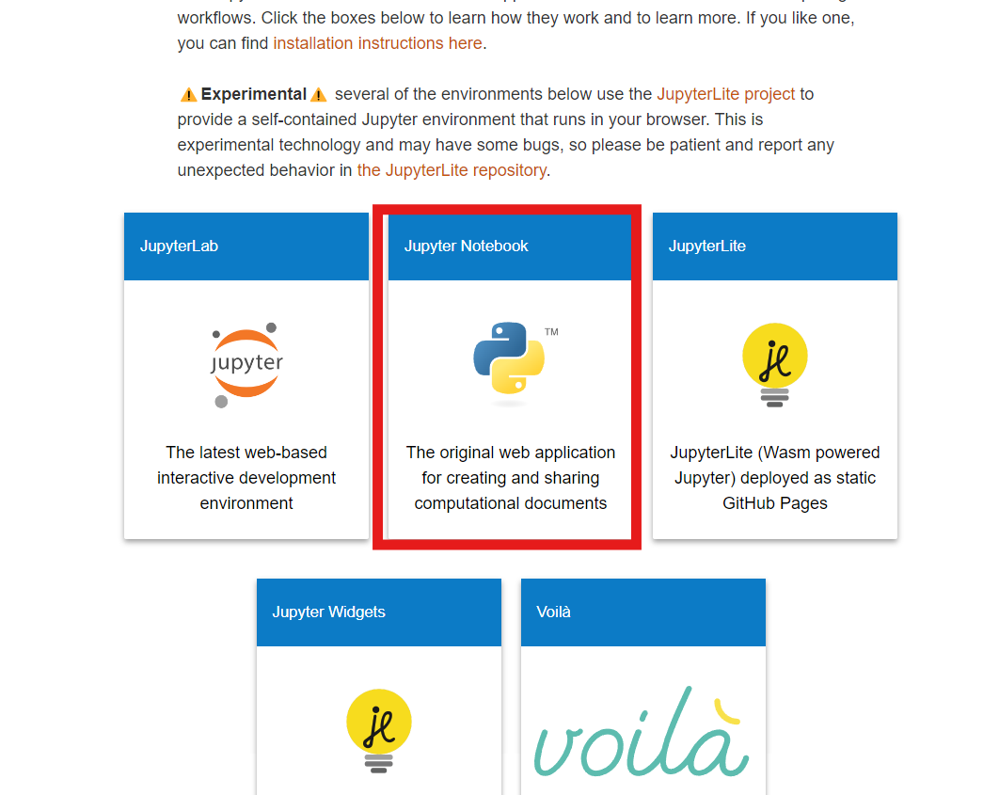 workflows. Click the boxes below to learn how they work and to learn more. If you like one,
you can find installation instructions here.
⚠️Experimental⚠️ several of the environments below use the JupyterLite project to
provide a self-contained Jupyter environment that runs in your browser. This is
experimental technology and may have some bugs, so please be patient and report any
unexpected behavior in the JupyterLite repository.
JupyterLab
jupyter
The latest web-based
interactive development
environment
Jupyter Notebook
TM
The original web application
for creating and sharing
computational documents
JupyterLite
jl
JupyterLite (Wasm powered
Jupyter) deployed as static
GitHub Pages
Jupyter Widgets
jl
Voilà
voilà